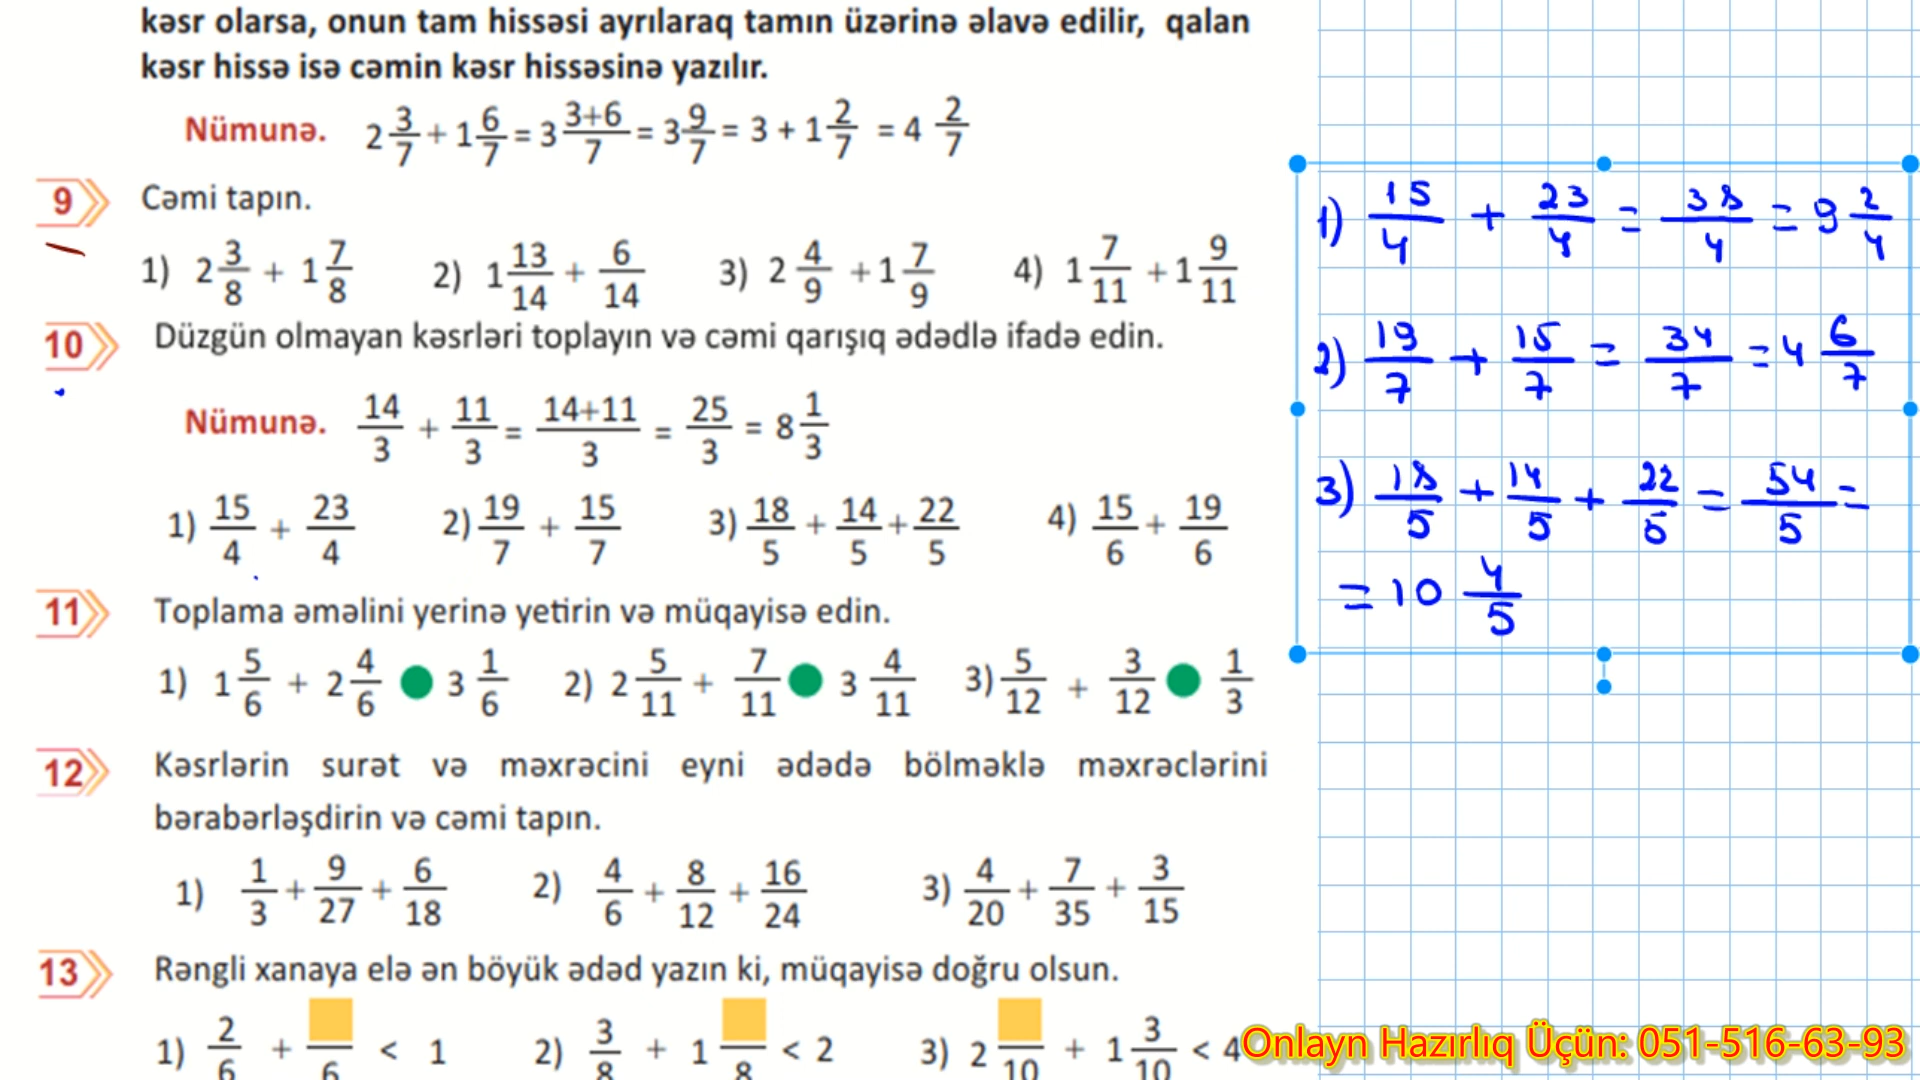 kəsr olarsa, onun tam hissəsi ayrılaraq tamın üzərinə əlavə edilir, qalan
kəsr hissə isə cəmin kəsr hissəsinə yazılır.
Nümunə. 2 3/7 + 1 6/7 = 3 3+6/7 = 3 9/7 = 3 + 1 2/7 = 4 2/7
9 Cəmi tapın.
1) 2 3/8 + 1 7/8 2) 1 13/14 + 6/14 3) 2 4/9 + 1 7/9 4) 1 7/11 + 1 9/11
10 Düzgün olmayan kəsrləri toplayın və cəmi qarışıq ədədlə ifadə edin.
Nümunə. 14/3 + 11/3 = 14+11/3 = 25/3 = 8 1/3
1) 15/4 + 23/4 2) 19/7 + 15/7 3) 18/5 + 14/5 + 22/5 4) 15/6 + 19/6
11 Toplama əməlini yerinə yetirin və müqayisə edin.
1) 1 5/6 + 2 4/6 3 1/6 2) 2 5/11 + 7/11 3 4/11 3) 5/12 + 3/12 1/3
12 Kəsrlərin surət və məxrəcini eyni ədədə bölməklə məxrəclərini
bərabərləşdirin və cəmi tapın.
1) 1/3 + 9/27 + 6/18 2) 4/6 + 8/12 + 16/24 3) 4/20 + 7/35 + 3/15
13 Rəngli xanaya elə ən böyük ədəd yazın ki, müqayisə doğru olsun.
1) 2/6 + /6 < 1 2) 3/8 + 1 /8 < 2 3) 2 /10 + 1 3/10 < 4
1) 15/4 + 23/4 = 38/4 = 9 2/4
2) 19/7 + 15/7 = 34/7 = 4 6/7
3) 18/5 + 14/5 + 22/5 = 54/5 =
= 10 4/5
Onlayn Hazırlıq Üçün: 051-516-63-93